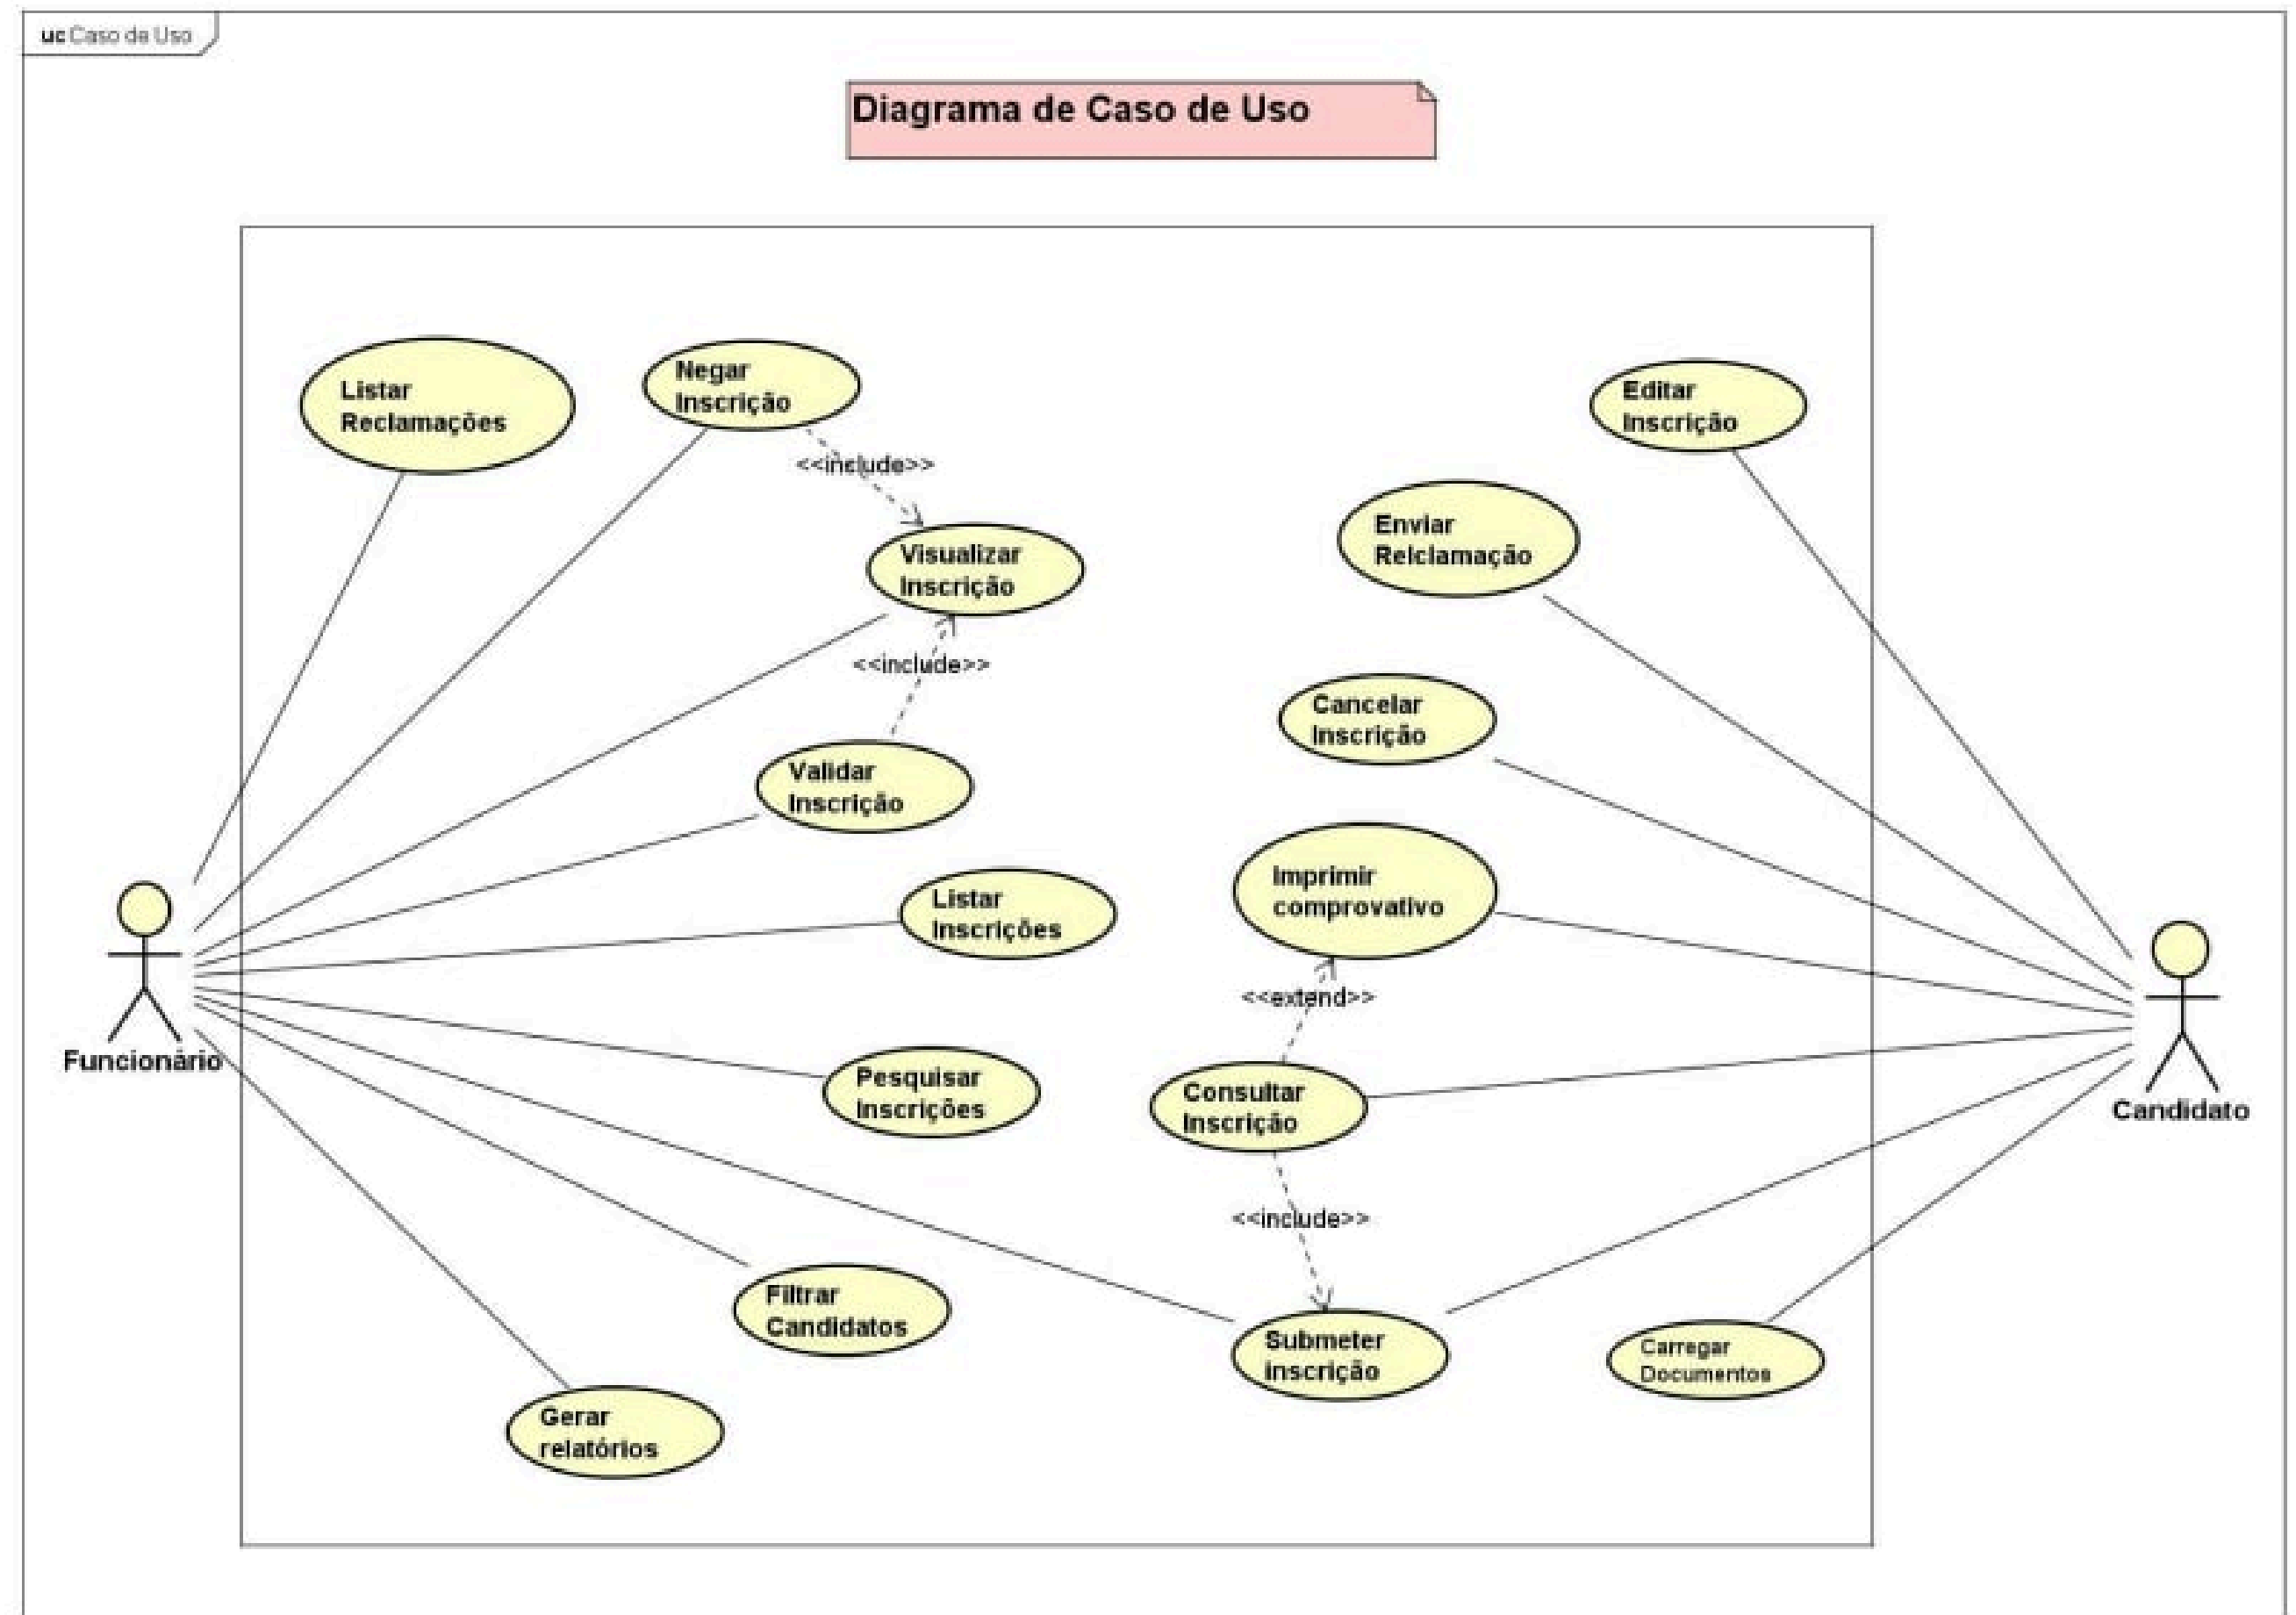 uc Caso de Uso
Diagrama de Caso de Uso
Listar
Reclamações
Negar
Inscrição
<<include>>
Visualizar
Inscrição
<<include>>
Validar
Inscrição
Listar
Inscrições
Pesquisar
Inscrições
Filtrar
Candidatos
Gerar
relatórios
Funcionário
Editar
Inscrição
Enviar
Relclamação
Cancelar
Inscrição
Imprimir
comprovativo
<<extend>>
Consultar
Inscrição
<<include>>
Submeter
inscrição
Carregar
Documentos
Candidato